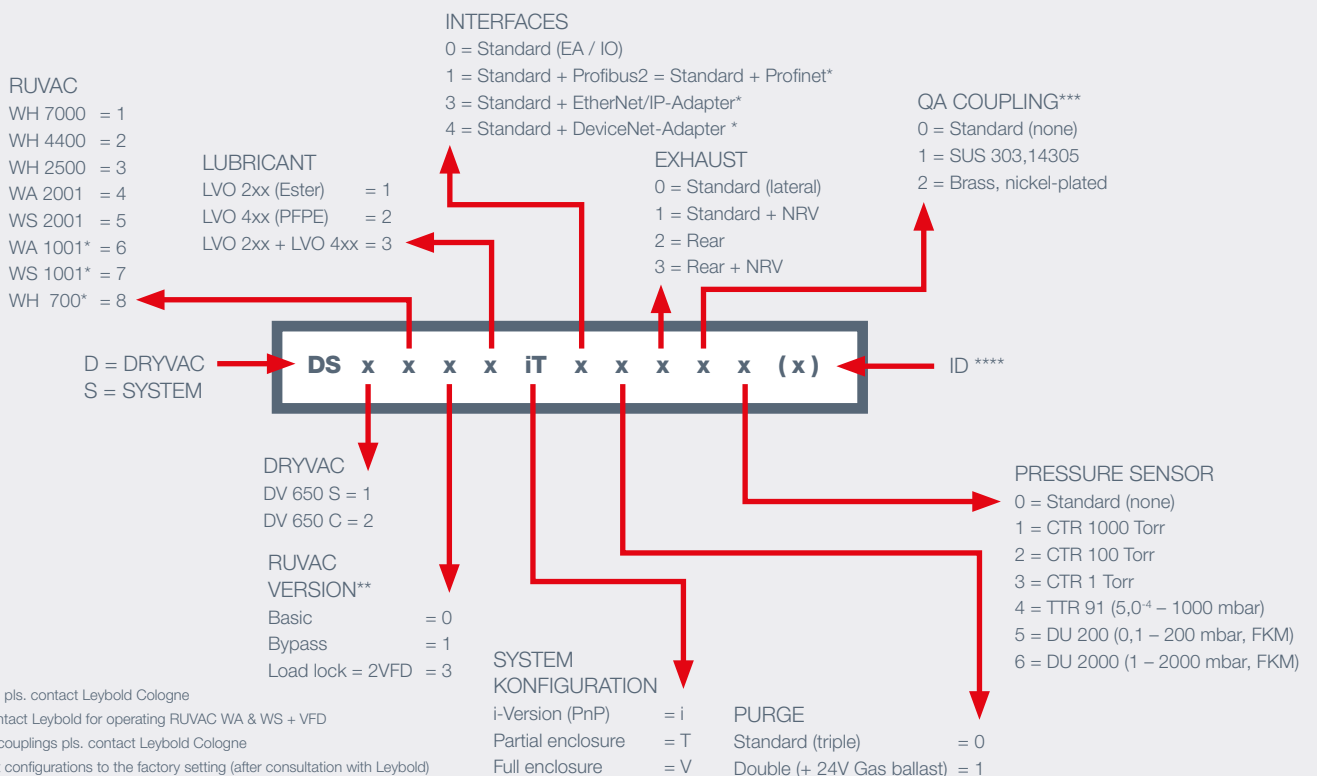 INTERFACES
0 = Standard (EA / IO)
1 = Standard + Profibus2 = Standard + Profinet*
3 = Standard + EtherNet/IP-Adapter*
4 = Standard + DeviceNet-Adapter *
RUVAC
WH 7000 = 1
WH 4400 = 2
WH 2500 = 3
WA 2001 = 4
WS 2001 = 5
WA 1001* = 6
WS 1001* = 7
WH 700* = 8
LUBRICANT
LVO 2xx (Ester) = 1
LVO 4xx (PFPE) = 2
LVO 2xx + LVO 4xx = 3
EXHAUST
0 = Standard (lateral)
1 = Standard + NRV
2 = Rear
3 = Rear + NRV
QA COUPLING***
0 = Standard (none)
1 = SUS 303,14305
2 = Brass, nickel-plated
D = DRYVAC
S = SYSTEM
DS x x x x iT x x x x x (x)
ID ****
DRYVAC
DV 650 S = 1
DV 650 C = 2
RUVAC
VERSION**
Basic = 0
Bypass = 1
Load lock = 2VFD = 3
SYSTEM
KONFIGURATION
i-Version (PnP) = i
Partial enclosure = T
Full enclosure = V
PURGE
Standard (triple) = 0
Double (+ 24V Gas ballast) = 1
PRESSURE SENSOR
0 = Standard (none)
1 = CTR 1000 Torr
2 = CTR 100 Torr
3 = CTR 1 Torr
4 = TTR 91 (5,0⁻⁴ – 1000 mbar)
5 = DU 200 (0,1 – 200 mbar, FKM)
6 = DU 2000 (1 – 2000 mbar, FKM)
pls. contact Leybold Cologne
Leybold for operating RUVAC WA & WS + VFD
couplings pls. contact Leybold Cologne
configurations to the factory setting (after consultation with Leybold)